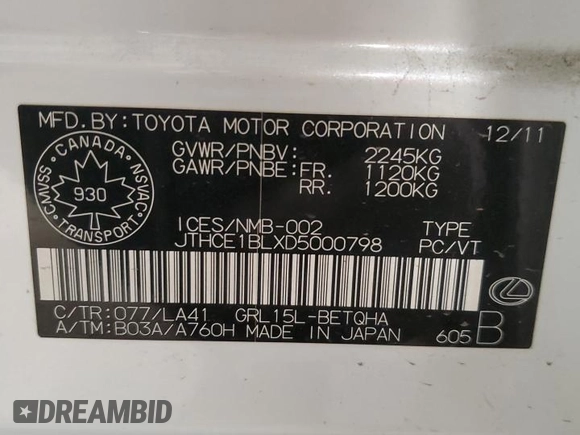 MFD.BY:TOYOTA MOTOR CORPORATION 12/11
GVWR/PNBV: 2245KG
GAWR/PNBE:FR. 1120KG
RR. 1200KG
CANADA
CMVSS 930 NSVAC
TRANSPORT
ICES/NMB-002 TYPE
JTHCE1BLXD5000798 PC/VT
C/TR:077/LA41 GRL15L-BETQHA
A/TM:B03A/A760H MADE IN JAPAN 605 B
DREAMBID